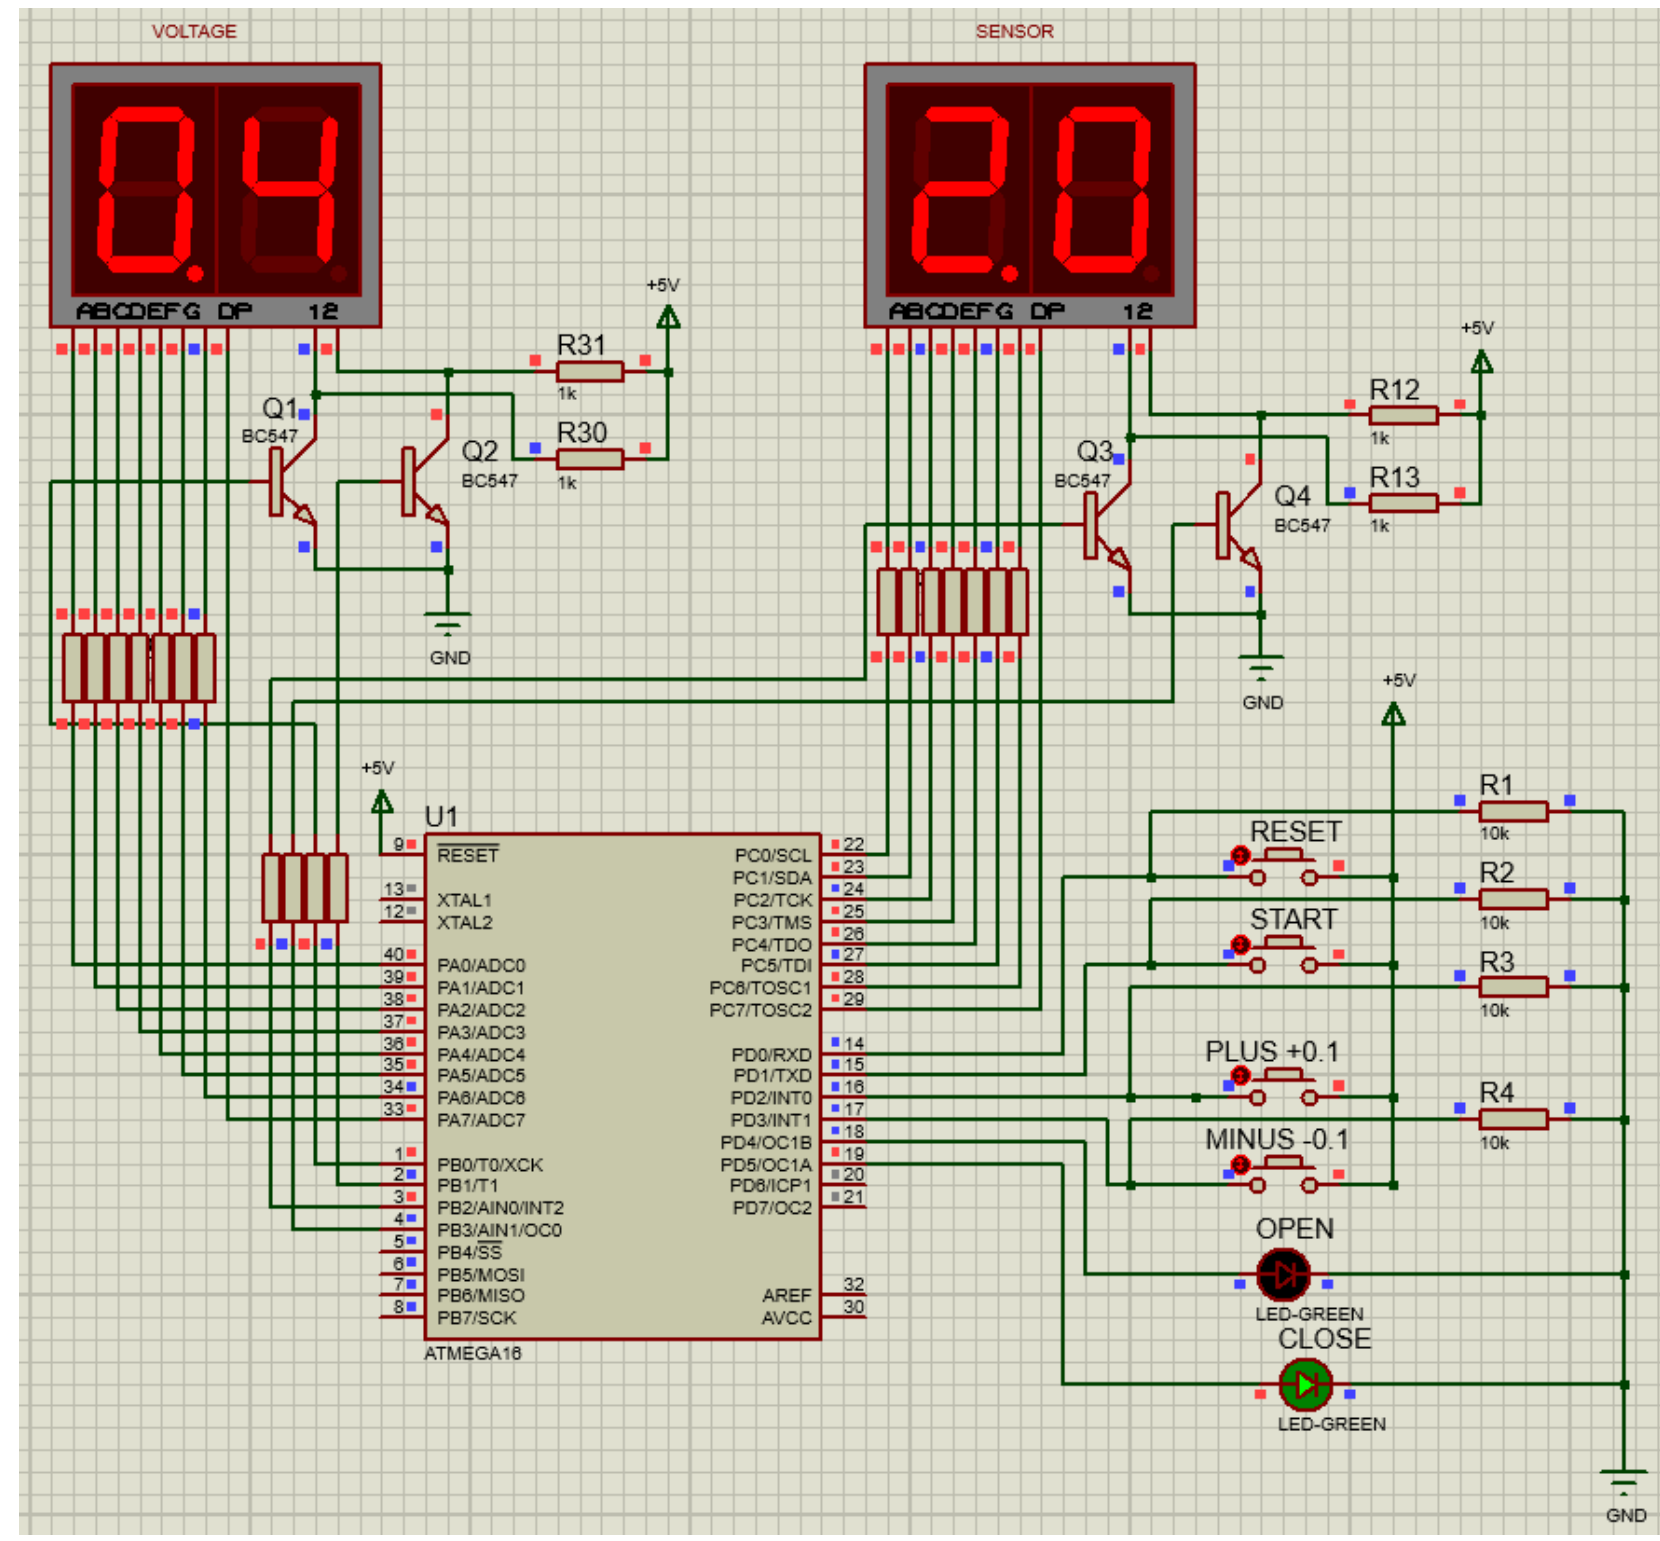 VOLTAGE
SENSOR
0.4
2.0
ABCDEFG DP 12
ABCDEFG DP 12
+5V
R31
1k
R30
1k
Q1
BC547
Q2
BC547
GND
+5V
R12
1k
R13
1k
Q3
BC547
Q4
BC547
GND
+5V
+5V
U1
9 RESET
13 XTAL1
12 XTAL2
40 PA0/ADC0
39 PA1/ADC1
38 PA2/ADC2
37 PA3/ADC3
36 PA4/ADC4
35 PA5/ADC5
34 PA6/ADC6
33 PA7/ADC7
1 PB0/T0/XCK
2 PB1/T1
3 PB2/AIN0/INT2
4 PB3/AIN1/OC0
5 PB4/SS
6 PB5/MOSI
7 PB6/MISO
8 PB7/SCK
PC0/SCL 22
PC1/SDA 23
PC2/TCK 24
PC3/TMS 25
PC4/TDO 26
PC5/TDI 27
PC6/TOSC1 28
PC7/TOSC2 29
PD0/RXD 14
PD1/TXD 15
PD2/INT0 16
PD3/INT1 17
PD4/OC1B 18
PD5/OC1A 19
PD6/ICP1 20
PD7/OC2 21
AREF 32
AVCC 30
ATMEGA16
R1
10k
RESET
R2
10k
START
R3
10k
PLUS +0.1
R4
10k
MINUS -0.1
OPEN
LED-GREEN
CLOSE
LED-GREEN
GND